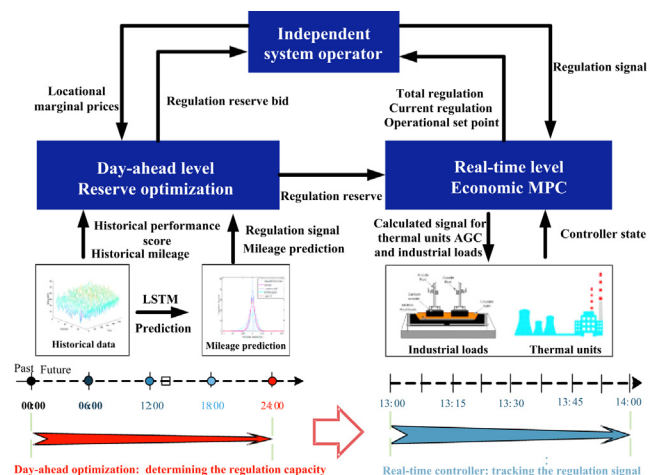 Independent
system operator
Locational
marginal prices
Regulation reserve bid
Total regulation
Current regulation
Operational set point
Regulation signal
Day-ahead level
Reserve optimization
Regulation reserve
Real-time level
Economic MPC
Historical performance
score
Historical mileage
Regulation signal
Mileage prediction
Calculated signal for
thermal units AGC
and industrial loads
Controller state
LSTM
Prediction
Historical data
Mileage prediction
Industrial loads
Thermal units
Past
Future
00:00
06:00
12:00
18:00
24:00
13:00
13:15
13:30
13:45
14:00
Day-ahead optimization: determining the regulation capacity
Real-time controller: tracking the regulation signal